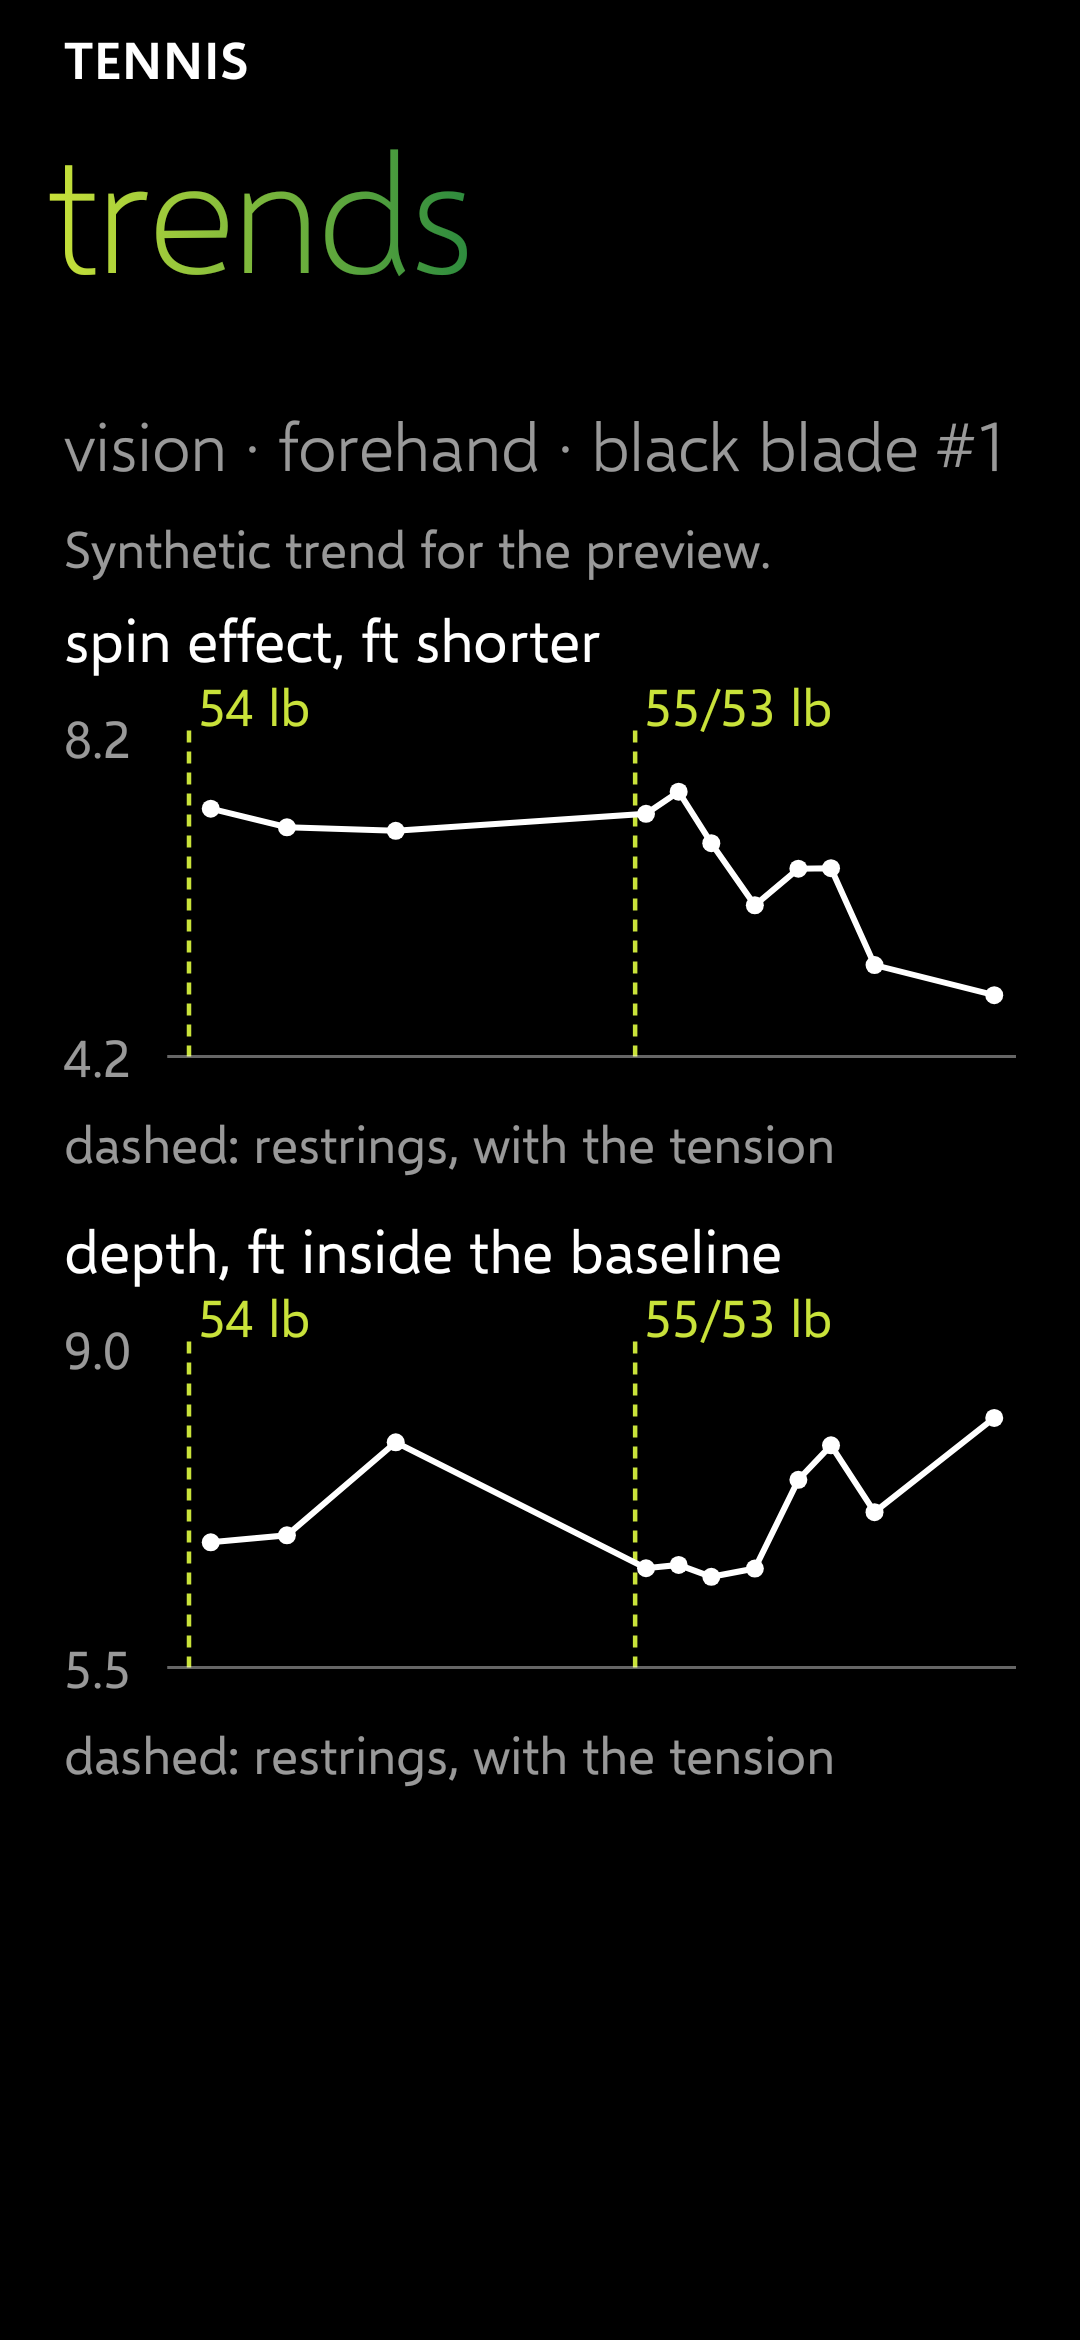 TENNIS
trends
vision · forehand · black blade #1
Synthetic trend for the preview.
spin effect, ft shorter
54 lb 55/53 lb
8.2
4.2
dashed: restrings, with the tension
depth, ft inside the baseline
54 lb 55/53 lb
9.0
5.5
dashed: restrings, with the tension